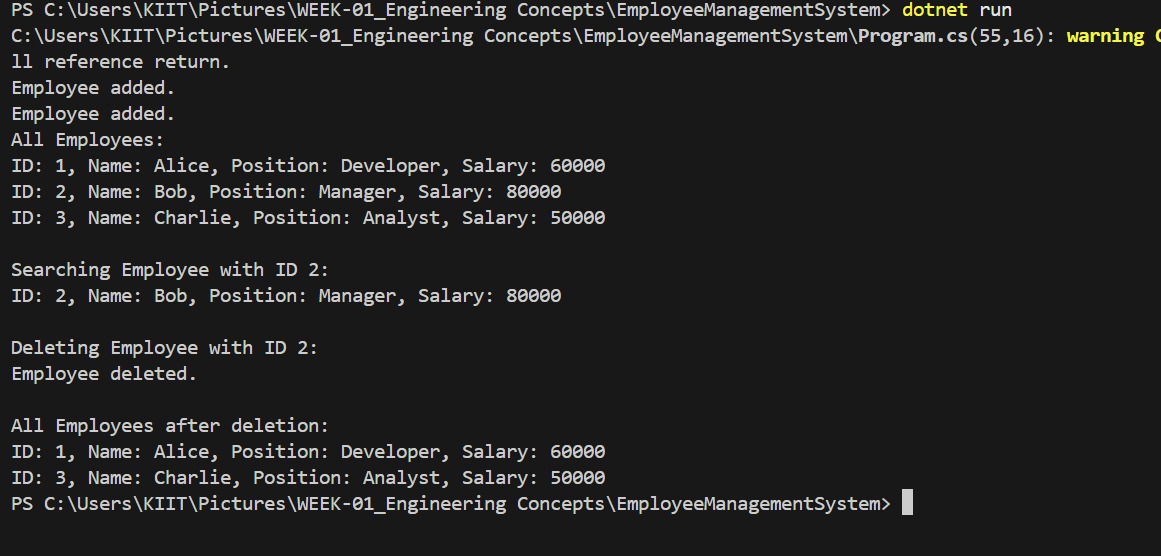 PS C:\Users\KIIT\Pictures\WEEK-01_Engineering Concepts\EmployeeManagementSystem> dotnet run
C:\Users\KIIT\Pictures\WEEK-01_Engineering Concepts\EmployeeManagementSystem\Program.cs(55,16): warning
ll reference return.
Employee added.
Employee added.
All Employees:
ID: 1, Name: Alice, Position: Developer, Salary: 60000
ID: 2, Name: Bob, Position: Manager, Salary: 80000
ID: 3, Name: Charlie, Position: Analyst, Salary: 50000
Searching Employee with ID 2:
ID: 2, Name: Bob, Position: Manager, Salary: 80000
Deleting Employee with ID 2:
Employee deleted.
All Employees after deletion:
ID: 1, Name: Alice, Position: Developer, Salary: 60000
ID: 3, Name: Charlie, Position: Analyst, Salary: 50000
PS C:\Users\KIIT\Pictures\WEEK-01_Engineering Concepts\EmployeeManagementSystem>